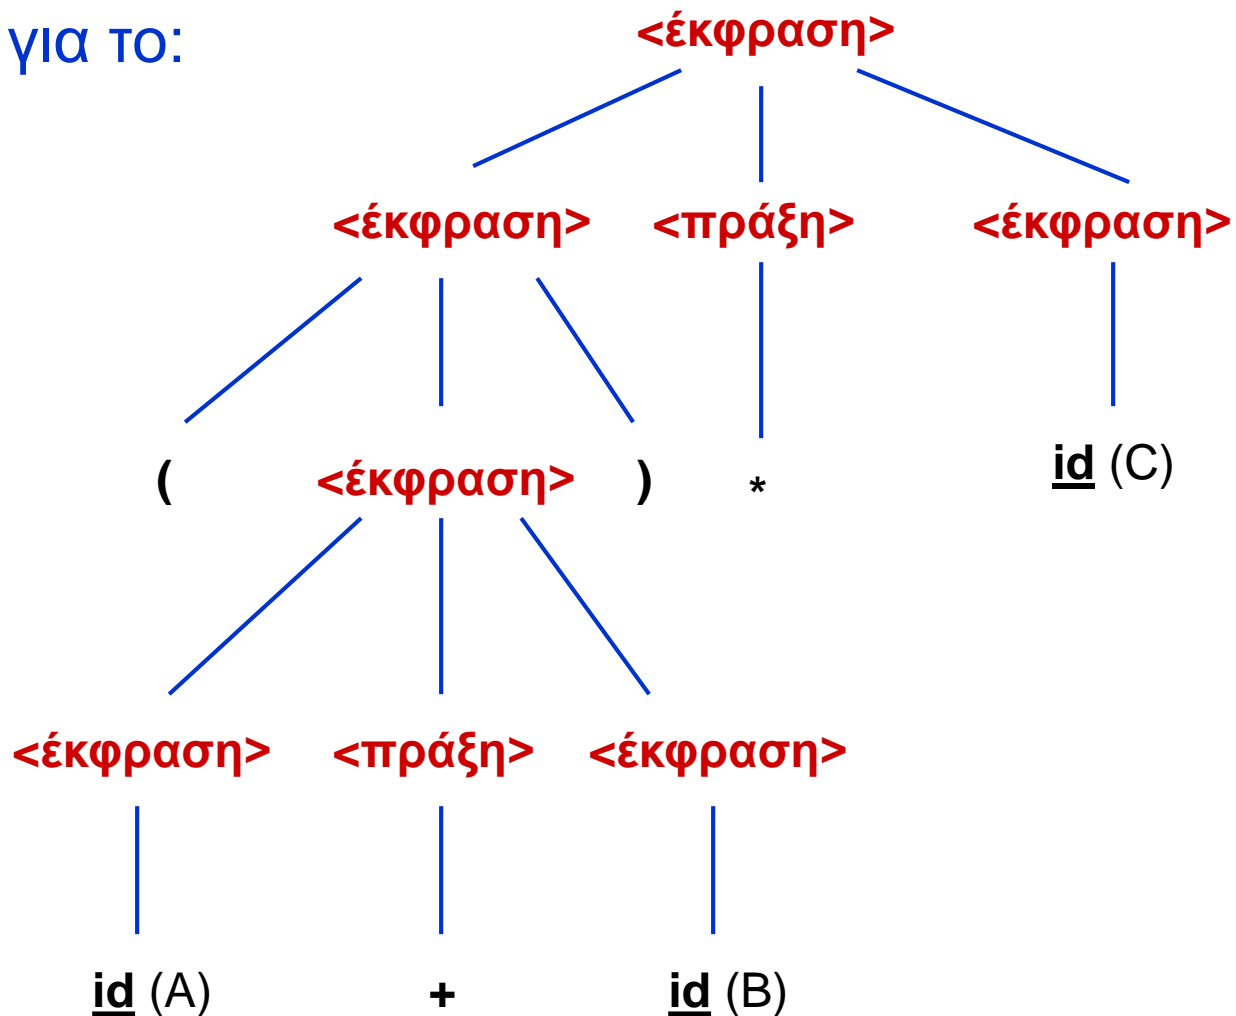 για το:
<έκφραση>
<έκφραση> <πράξη> <έκφραση>
( <έκφραση> ) * id (C)
<έκφραση> <πράξη> <έκφραση>
id (A) + id (B)